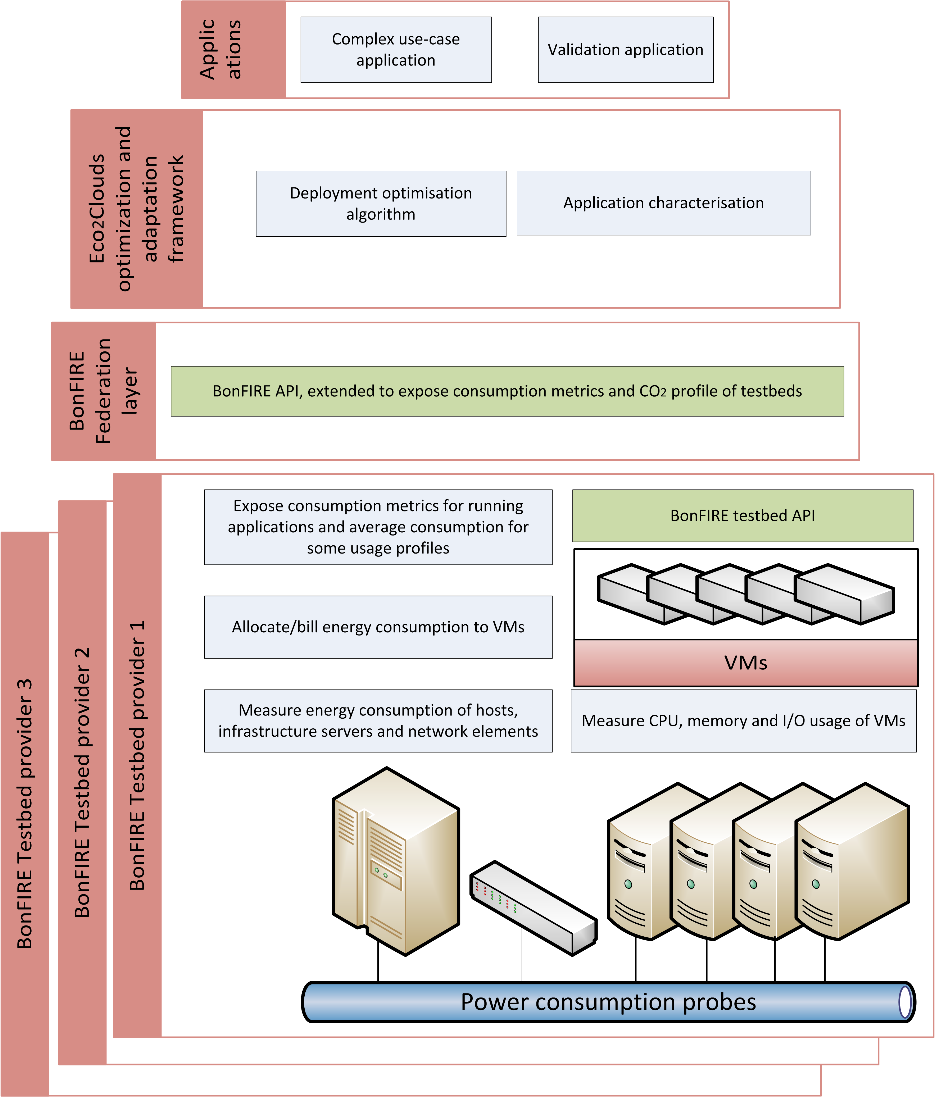 Applic
ations
Complex use-case
application
Validation application
Eco2Clouds
optimization and
adaptation
framework
Deployment optimisation
algorithm
Application characterisation
BonFIRE
Federation
layer
BonFIRE API, extended to expose consumption metrics and CO2 profile of testbeds
BonFIRE Testbed provider 3
BonFIRE Testbed provider 2
BonFIRE Testbed provider 1
Expose consumption metrics for running
applications and average consumption for
some usage profiles
BonFIRE testbed API
Allocate/bill energy consumption to VMs
VMs
Measure energy consumption of hosts,
infrastructure servers and network elements
Measure CPU, memory and I/O usage of VMs
Power consumption probes